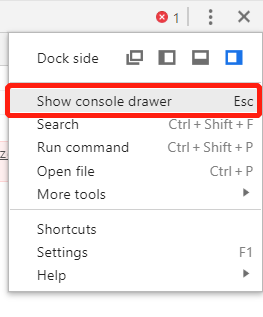 1
Dock side
Show console drawer Esc
Search Ctrl + Shift + F
Run command Ctrl + Shift + P
Open file Ctrl + P
More tools
Shortcuts
Settings F1
Help
z